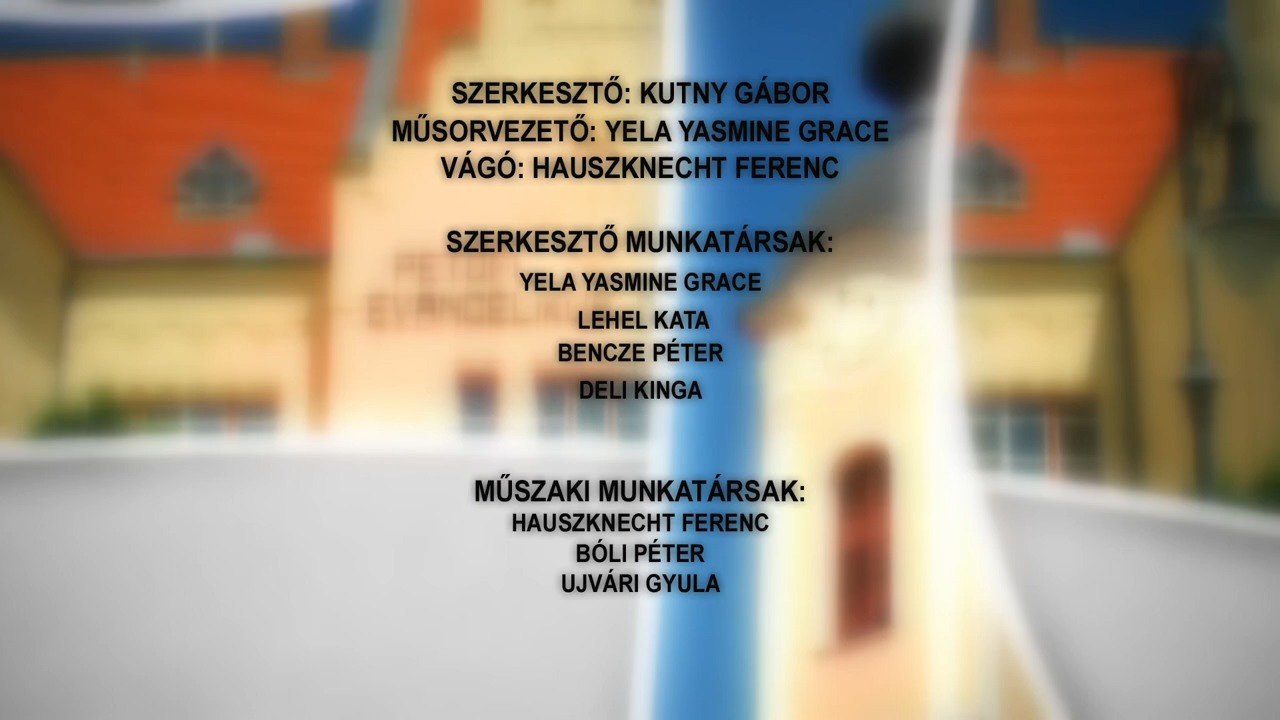 SZERKESZTŐ: KUTNY GÁBOR
MŰSORVEZETŐ: YELA YASMINE GRACE
VÁGÓ: HAUSZKNECHT FERENC
SZERKESZTŐ MUNKATÁRSAK:
YELA YASMINE GRACE
LEHEL KATA
BENCZE PÉTER
DELI KINGA
MŰSZAKI MUNKATÁRSAK:
HAUSZKNECHT FERENC
BÓLI PÉTER
UJVÁRI GYULA